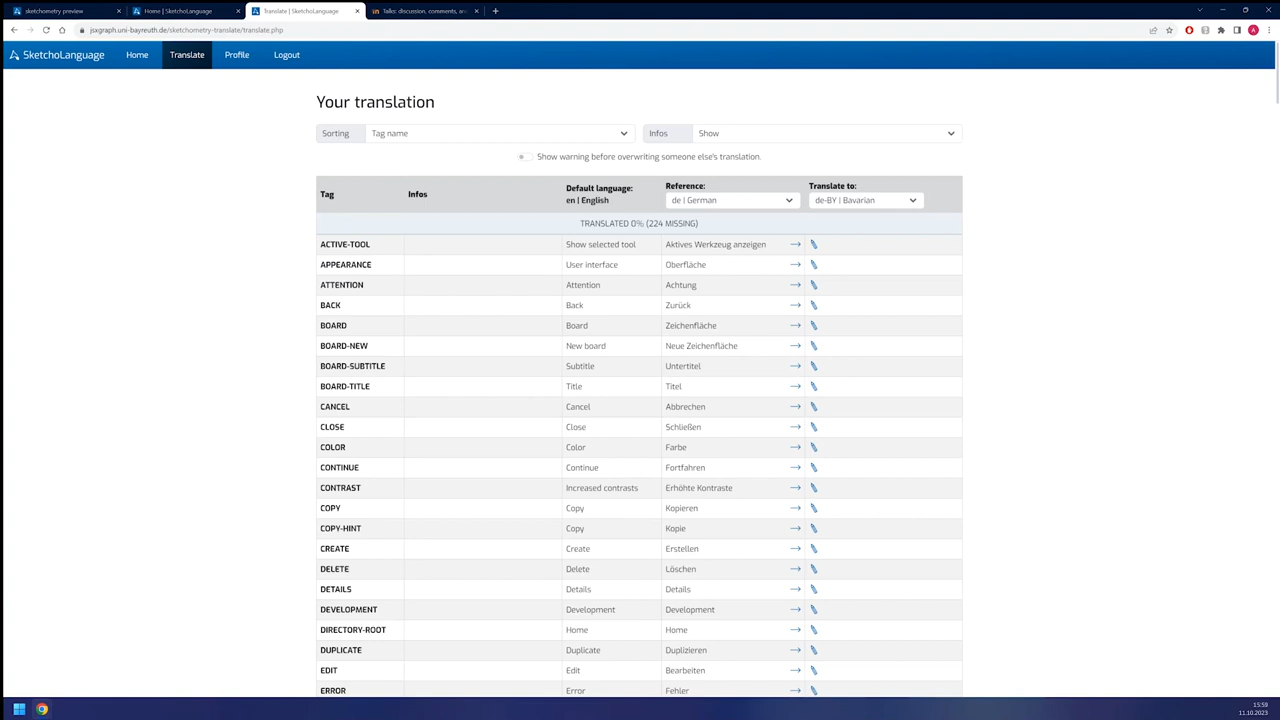 sketchometry preview
Home | SketchoLanguage
Translate | SketchoLanguage
Talks: discussion, comments, an
jsxgraph.uni-bayreuth.de/sketchometry-translate/translate.php
A
SketchoLanguage Home Translate Profile Logout
Your translation
Sorting Tag name Infos Show
Show warning before overwriting someone else's translation.
Tag Infos Default language: en | English Reference: de | German Translate to: de-BY | Bavarian
TRANSLATED 0% (224 MISSING)
ACTIVE-TOOL Show selected tool Aktives Werkzeug anzeigen
APPEARANCE User interface Oberfläche
ATTENTION Attention Achtung
BACK Back Zurück
BOARD Board Zeichenfläche
BOARD-NEW New board Neue Zeichenfläche
BOARD-SUBTITLE Subtitle Untertitel
BOARD-TITLE Title Titel
CANCEL Cancel Abbrechen
CLOSE Close Schließen
COLOR Color Farbe
CONTINUE Continue Fortfahren
CONTRAST Increased contrasts Erhöhte Kontraste
COPY Copy Kopieren
COPY-HINT Copy Kopie
CREATE Create Erstellen
DELETE Delete Löschen
DETAILS Details Details
DEVELOPMENT Development Development
DIRECTORY-ROOT Home Home
DUPLICATE Duplicate Duplizieren
EDIT Edit Bearbeiten
ERROR Error Fehler
15:59
11.10.2023